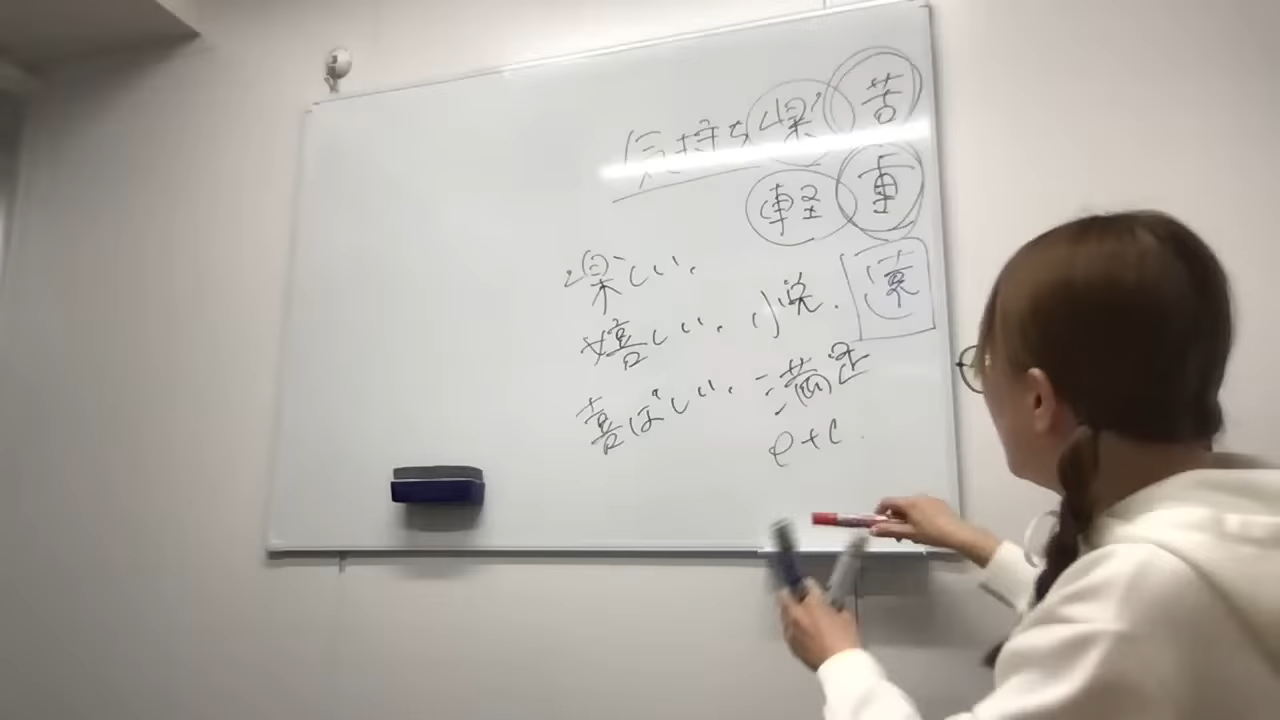 気持ち 楽 苦
軽 重
楽しい、
嬉しい、小説、
喜ばしい、満足
etc.